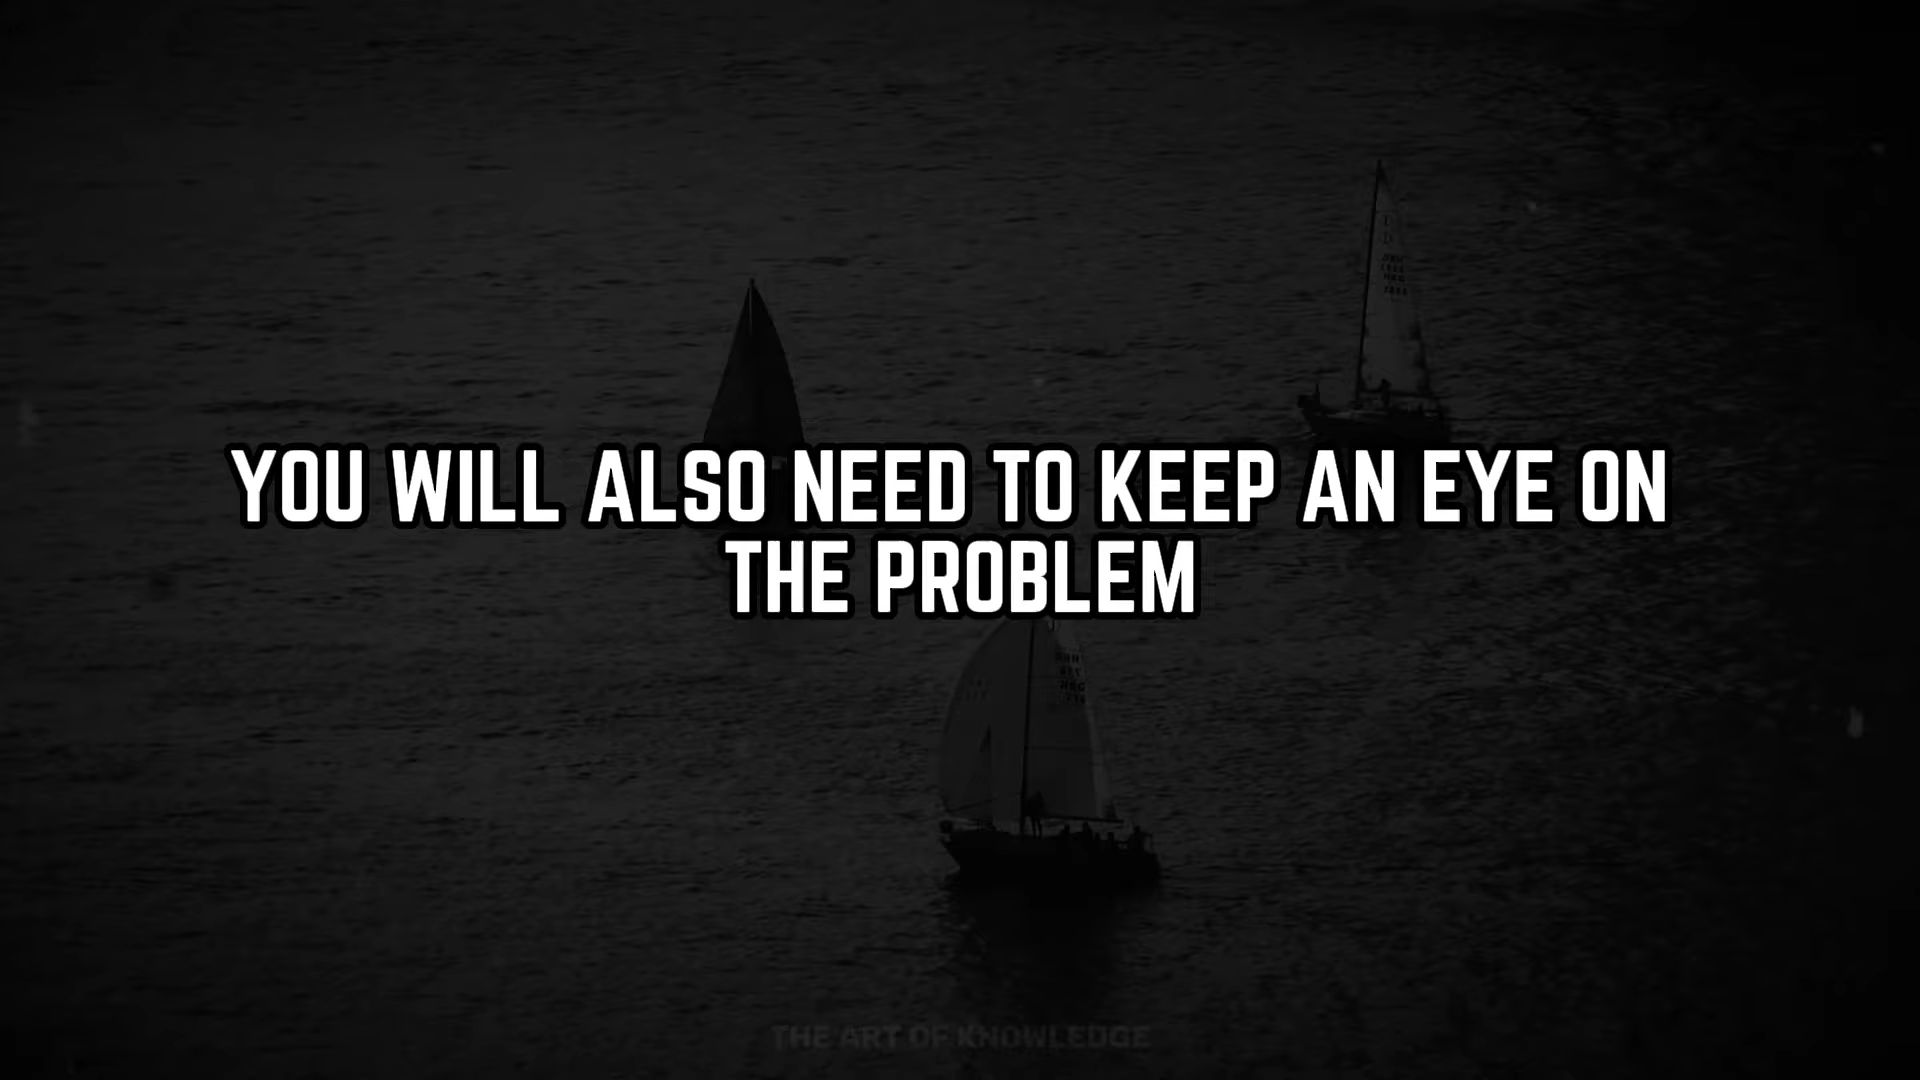 YOU WILL ALSO NEED TO KEEP AN EYE ON
THE PROBLEM
THE ART OF KNOWLEDGE